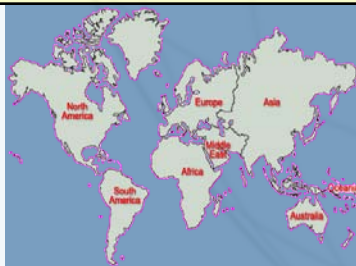 North
America
Europe
Asia
Middle
East
Africa
South
America
Oceania
Australia